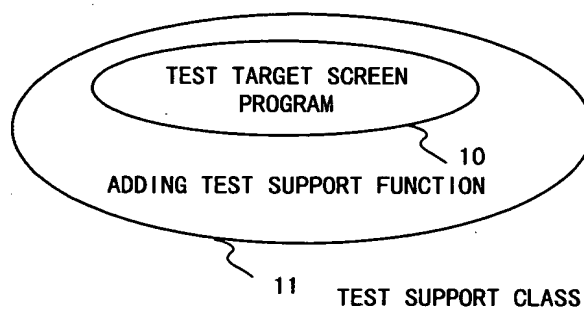 TEST TARGET SCREEN
PROGRAM
10
ADDING TEST SUPPORT FUNCTION
11
TEST SUPPORT CLASS